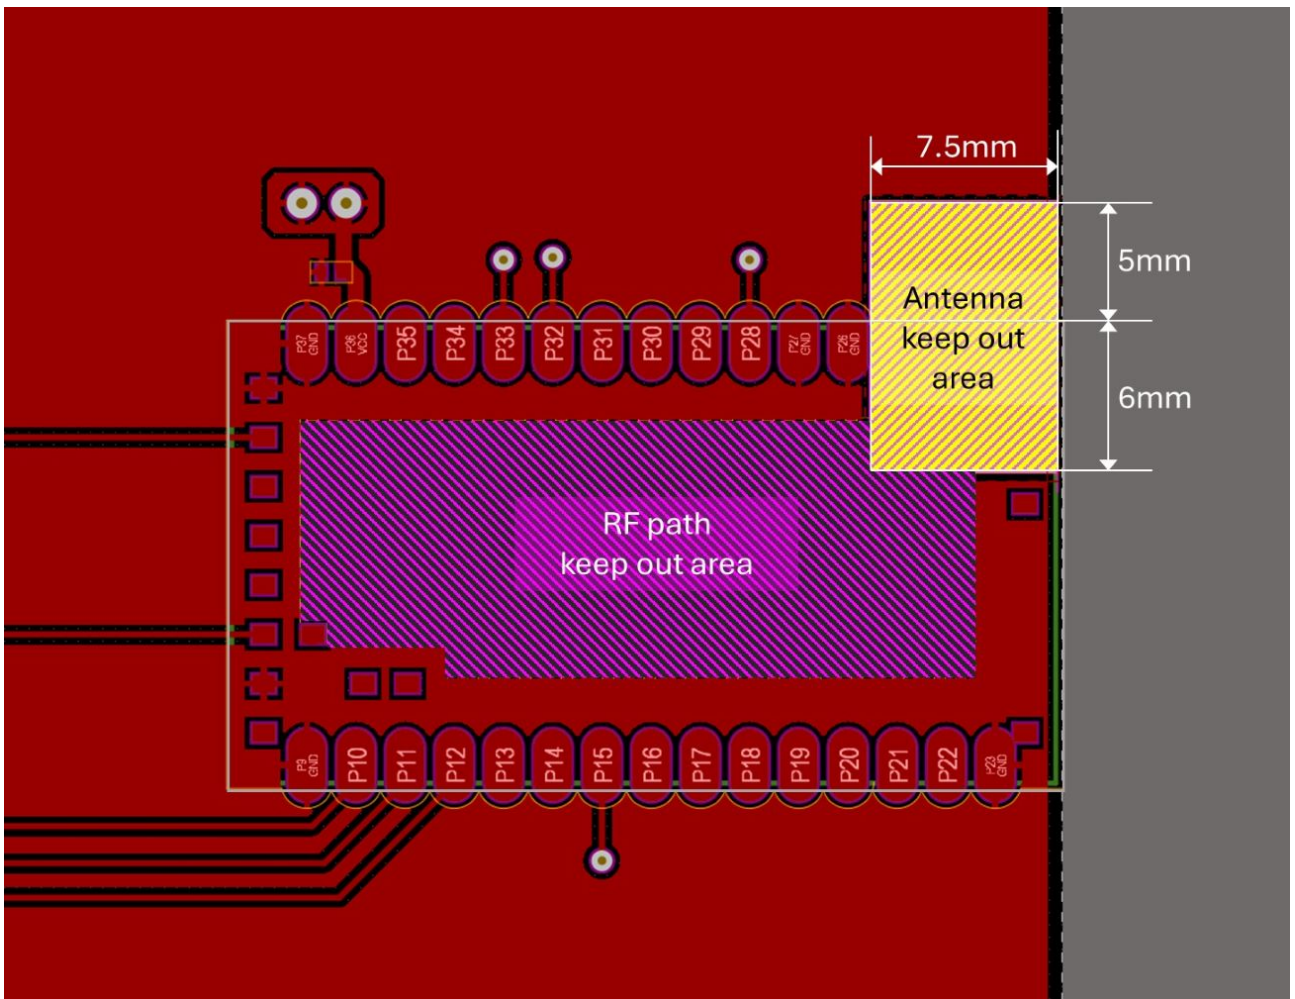 7.5mm
5mm
Antenna
keep out
area
6mm
P37
GND
P36
VCC
P35
P34
P33
P32
P31
P30
P29
P28
P27
GND
P26
GND
RF path
keep out area
P9
GND
P10
P11
P12
P13
P14
P15
P16
P17
P18
P19
P20
P21
P22
P23
GND